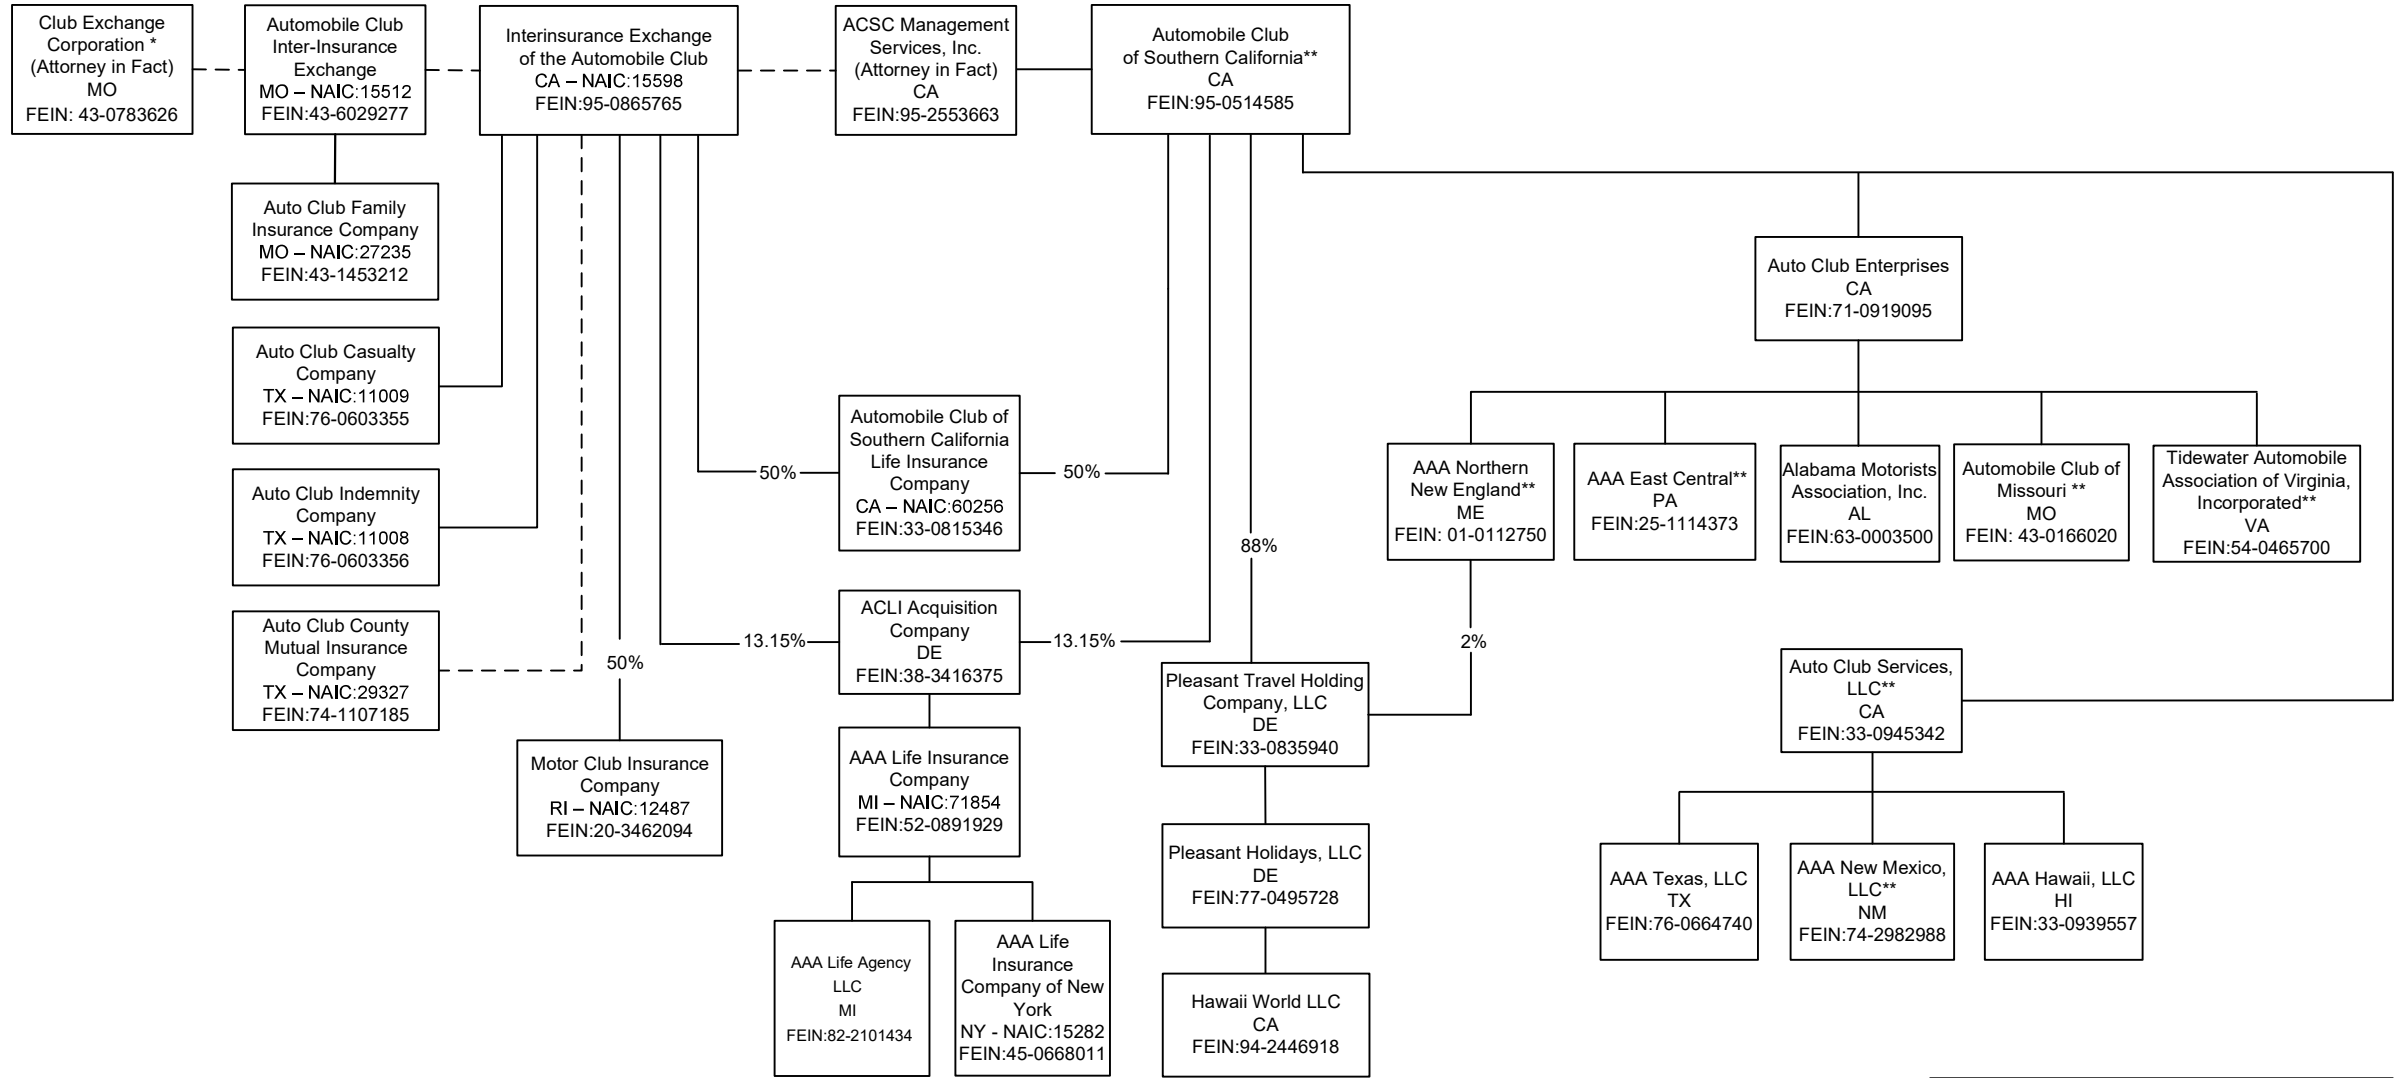 Club Exchange
Corporation *
(Attorney in Fact)
MO
FEIN: 43-0783626
Automobile Club
Inter-Insurance
Exchange
MO – NAIC:15512
FEIN:43-6029277
Interinsurance Exchange
of the Automobile Club
CA – NAIC:15598
FEIN:95-0865765
ACSC Management
Services, Inc.
(Attorney in Fact)
CA
FEIN:95-2553663
Automobile Club
of Southern California**
CA
FEIN:95-0514585
Auto Club Family
Insurance Company
MO – NAIC:27235
FEIN:43-1453212
Auto Club Casualty
Company
TX – NAIC:11009
FEIN:76-0603355
Auto Club Indemnity
Company
TX – NAIC:11008
FEIN:76-0603356
Auto Club County
Mutual Insurance
Company
TX – NAIC:29327
FEIN:74-1107185
50%
Motor Club Insurance
Company
RI – NAIC:12487
FEIN:20-3462094
50%
Automobile Club of
Southern California
Life Insurance
Company
CA – NAIC:60256
FEIN:33-0815346
50%
13.15%
ACLI Acquisition
Company
DE
FEIN:38-3416375
13.15%
AAA Life Insurance
Company
MI – NAIC:71854
FEIN:52-0891929
AAA Life Agency
LLC
MI
FEIN:82-2101434
AAA Life
Insurance
Company of New
York
NY - NAIC:15282
FEIN:45-0668011
88%
2%
Pleasant Travel Holding
Company, LLC
DE
FEIN:33-0835940
Pleasant Holidays, LLC
DE
FEIN:77-0495728
Hawaii World LLC
CA
FEIN:94-2446918
Auto Club Enterprises
CA
FEIN:71-0919095
AAA Northern
New England**
ME
FEIN: 01-0112750
AAA East Central**
PA
FEIN:25-1114373
Alabama Motorists
Association, Inc.
AL
FEIN:63-0003500
Automobile Club of
Missouri **
MO
FEIN: 43-0166020
Tidewater Automobile
Association of Virginia,
Incorporated**
VA
FEIN:54-0465700
Auto Club Services,
LLC**
CA
FEIN:33-0945342
AAA Texas, LLC
TX
FEIN:76-0664740
AAA New Mexico,
LLC**
NM
FEIN:74-2982988
AAA Hawaii, LLC
HI
FEIN:33-0939557